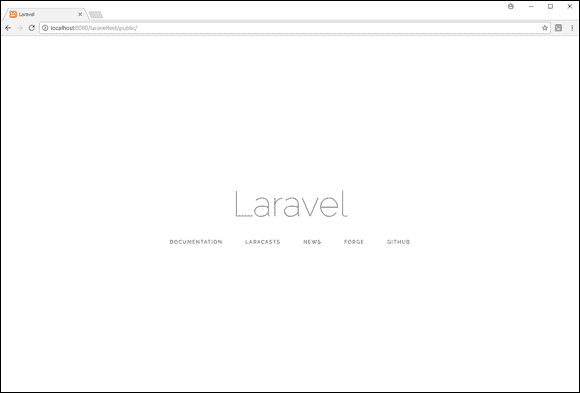 Laravel
localhost:8080/laraveltest/public/
Laravel
DOCUMENTATION LARACASTS NEWS FORGE GITHUB